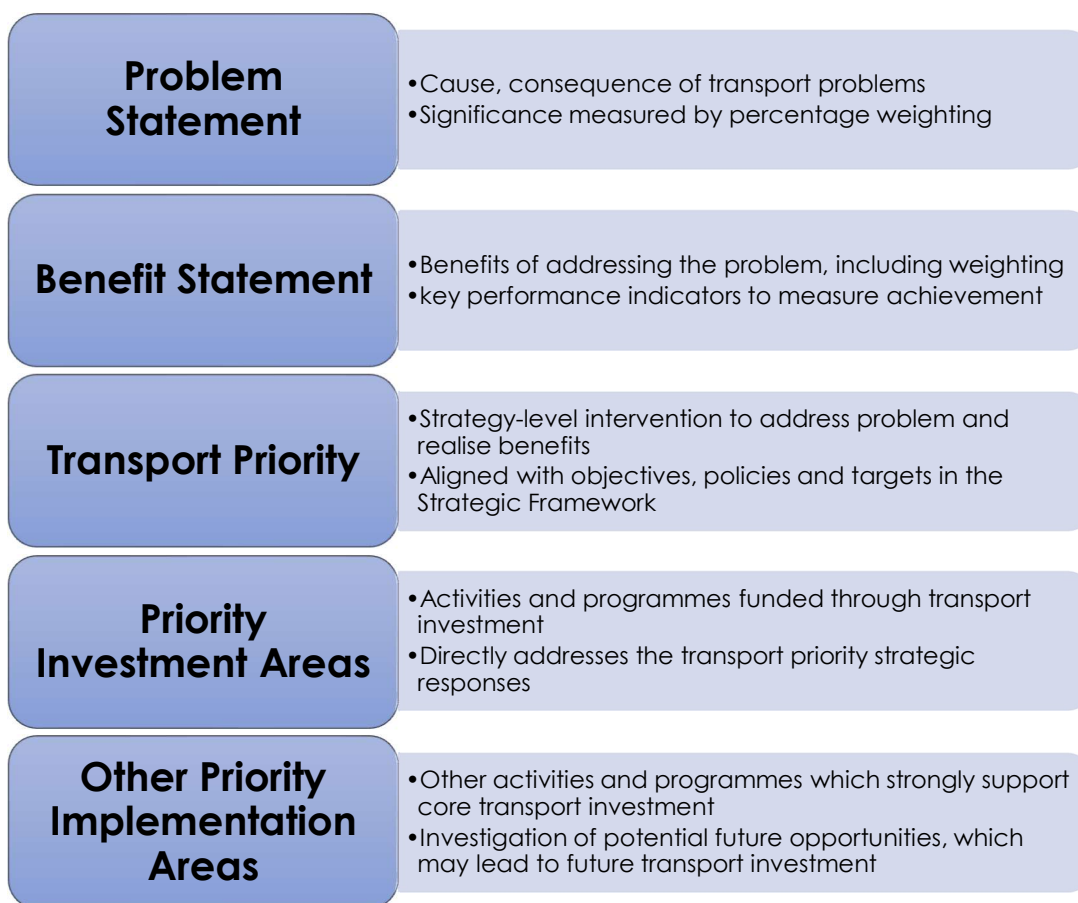 Problem
Statement
•Cause, consequence of transport problems
•Significance measured by percentage weighting
Benefit Statement
•Benefits of addressing the problem, including weighting
•key performance indicators to measure achievement
Transport Priority
•Strategy-level intervention to address problem and
realise benefits
•Aligned with objectives, policies and targets in the
Strategic Framework
Priority
Investment Areas
•Activities and programmes funded through transport
investment
•Directly addresses the transport priority strategic
responses
Other Priority
Implementation
Areas
•Other activities and programmes which strongly support
core transport investment
•Investigation of potential future opportunities, which
may lead to future transport investment